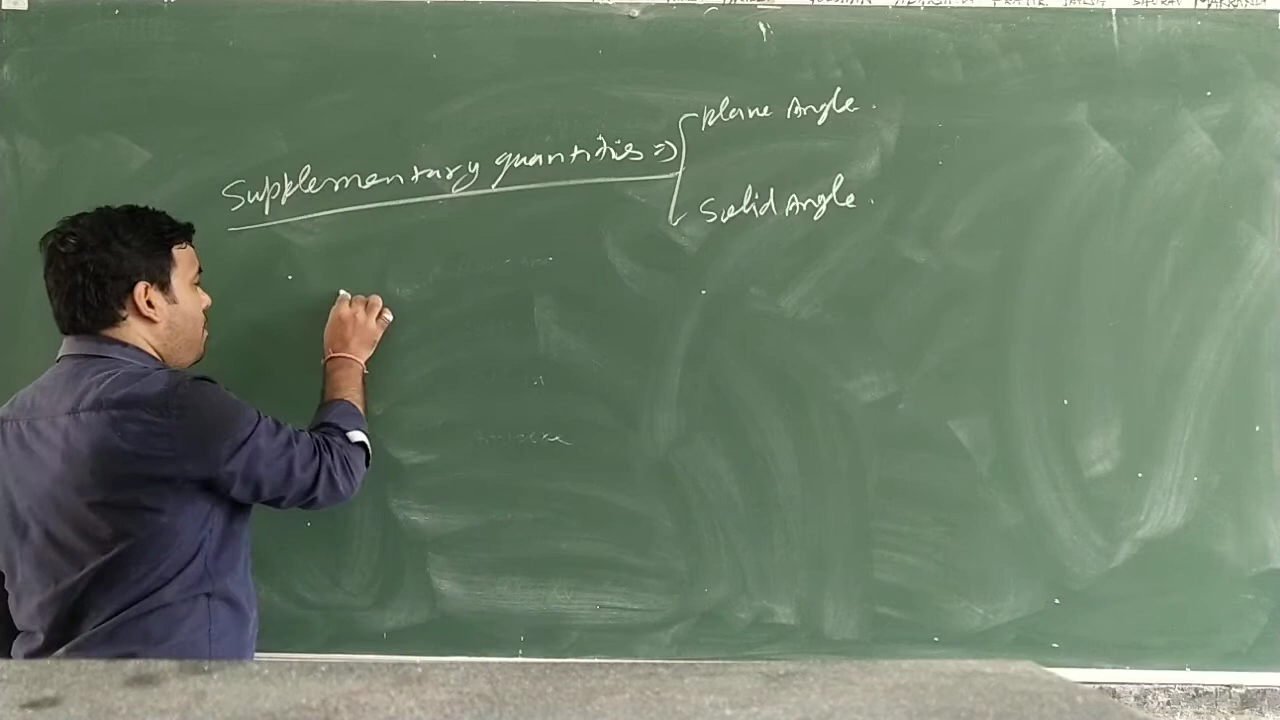 Supplementary quantities => { plane Angle.
Solid Angle.